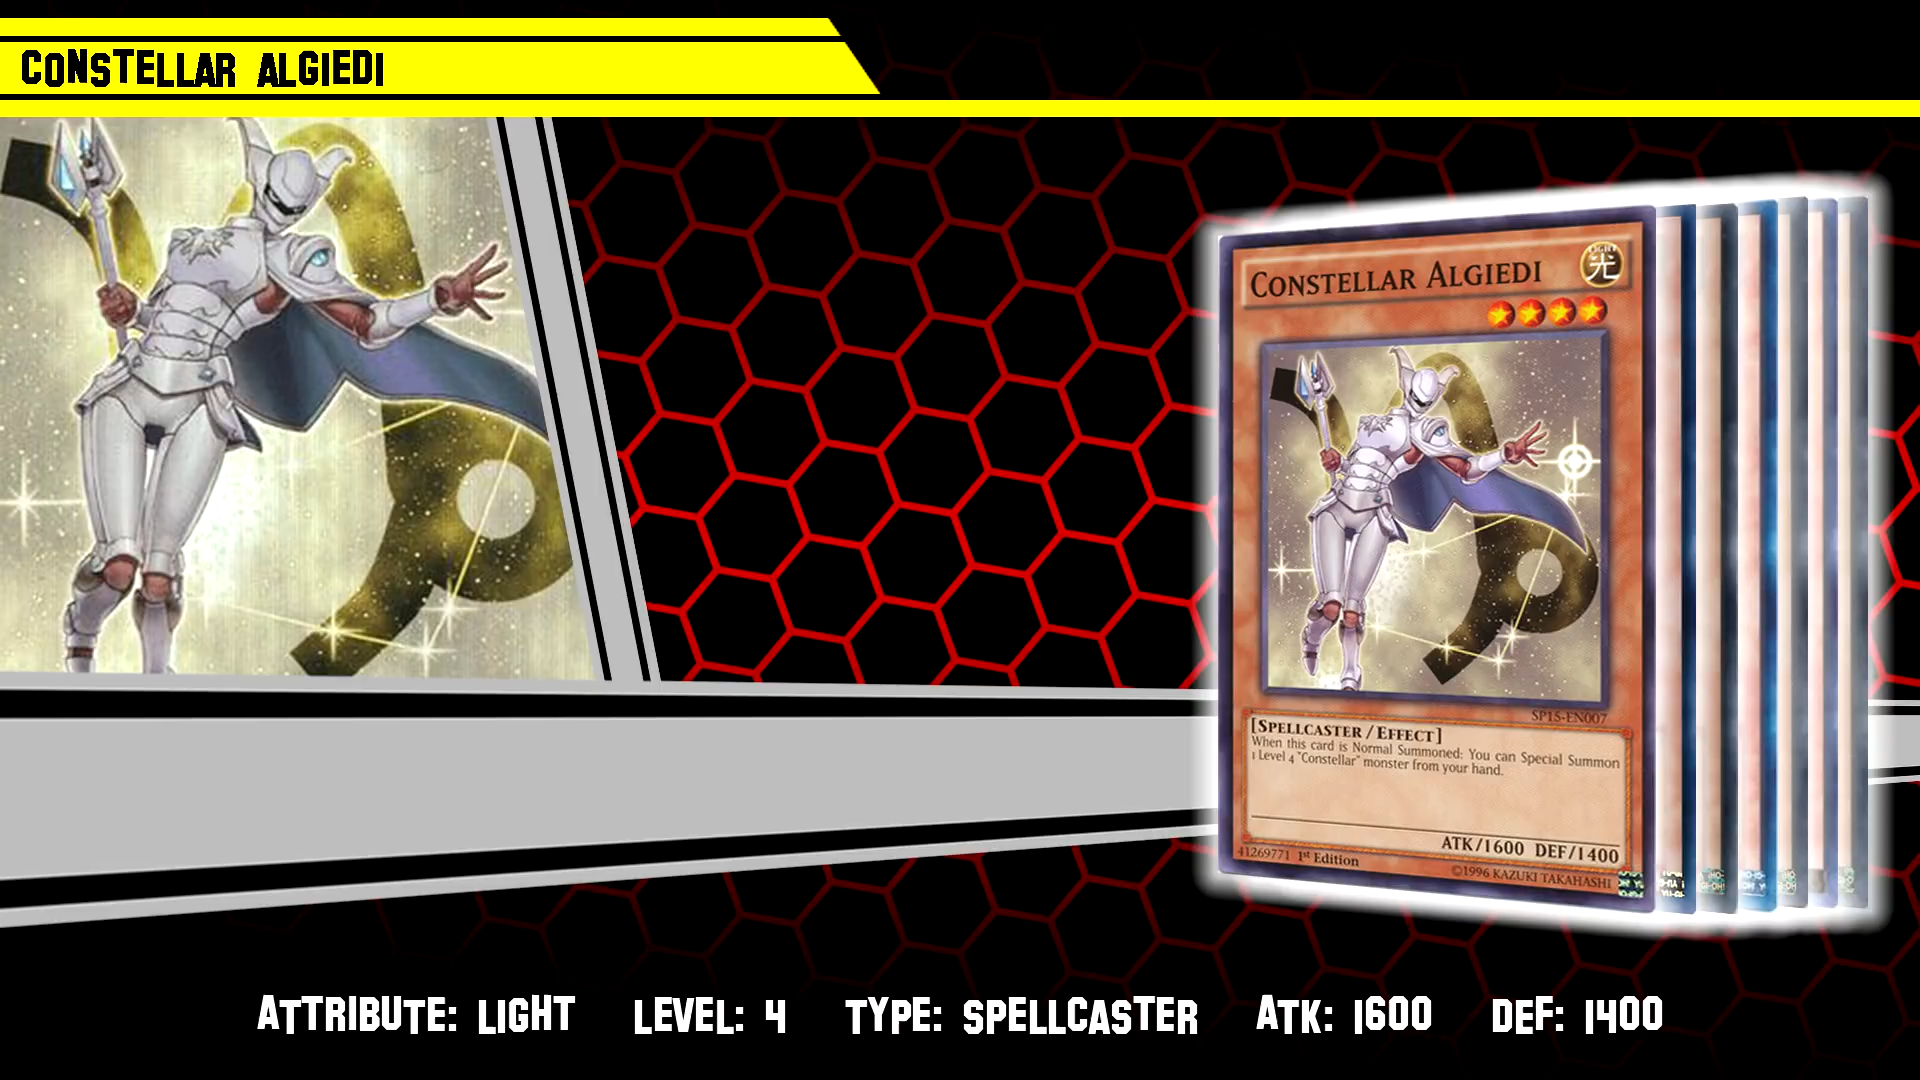 CONSTELLAR ALGIEDI
CONSTELLAR ALGIEDI
LIGHT
光
SP15-EN007
[SPELLCASTER/EFFECT]
When this card is Normal Summoned: You can Special Summon
1 Level 4 "Constellar" monster from your hand.
ATK/1600 DEF/1400
41269771 1st Edition
©1996 KAZUKI TAKAHASHI
ATTRIBUTE: LIGHT LEVEL: 4 TYPE: SPELLCASTER ATK: 1600 DEF: 1400